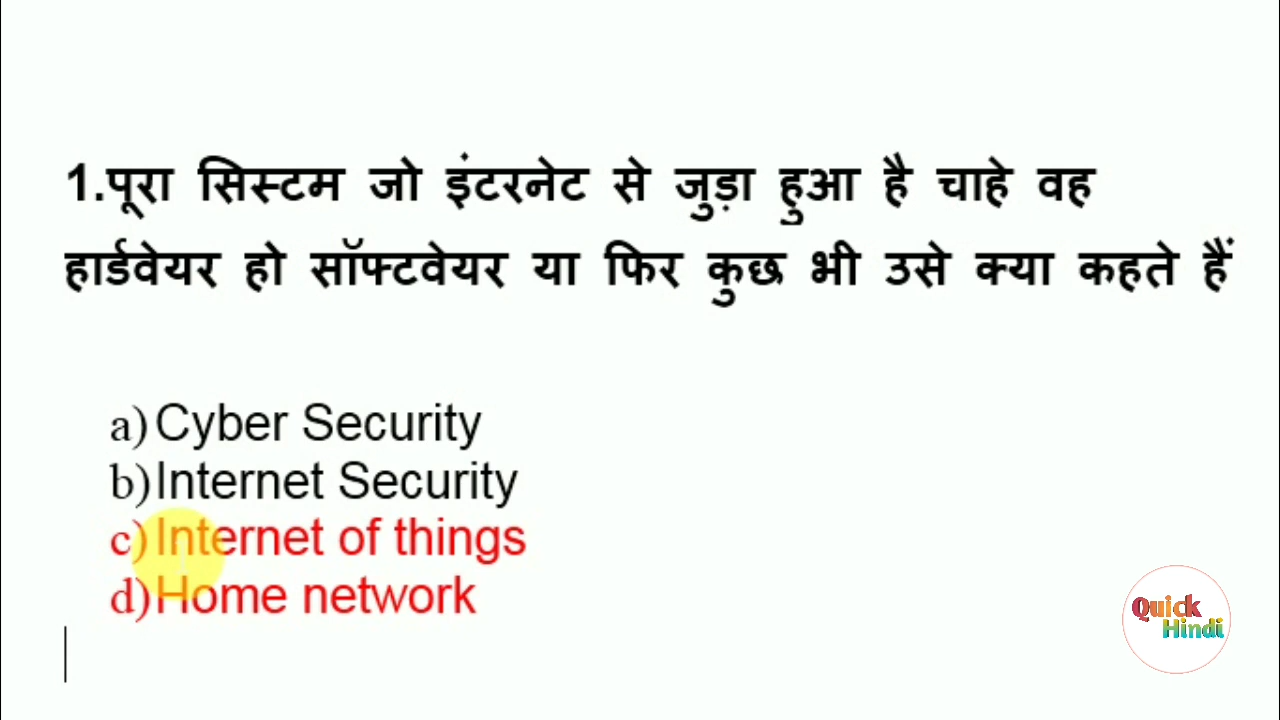 1.पूरा सिस्टम जो इंटरनेट से जुड़ा हुआ है चाहे वह
हार्डवेयर हो सॉफ्टवेयर या फिर कुछ भी उसे क्या कहते हैं
a) Cyber Security
b) Internet Security
c) Internet of things
d) Home network
Quick
Hindi